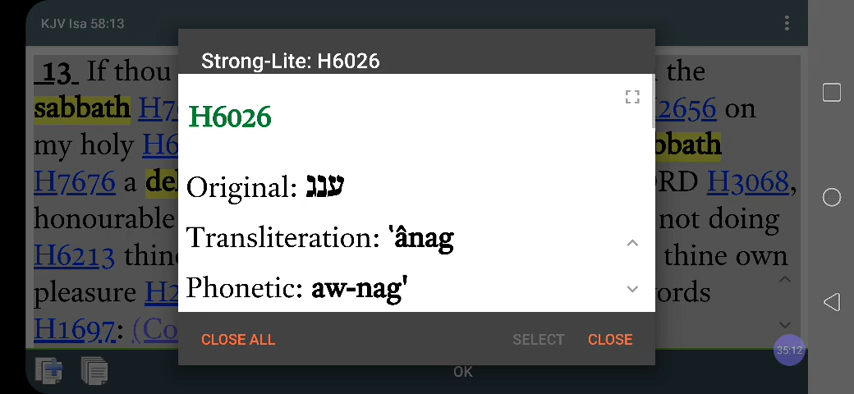 KJV Isa 58:13
Strong-Lite: H6026
H6026
Original: ענג
Transliteration: ʽânag
Phonetic: aw-nag'
CLOSE ALL SELECT CLOSE
13 If thou the
sabbath H7 2656 on
my holy H6 bbath
H7676 a del RD H3068,
honourable not doing
H6213 thin thine own
pleasure H2 ords
H1697: (Co
35:12
OK